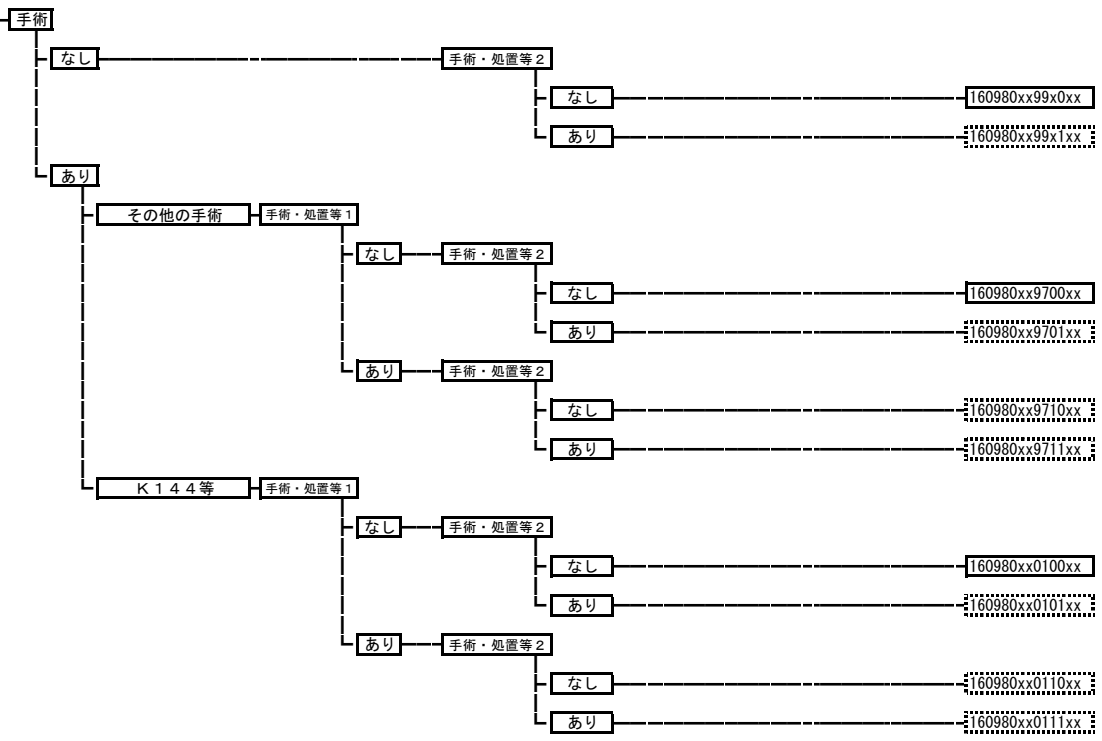 手術
なし 手術・処置等2
なし 160980xx99x0xx
あり 160980xx99x1xx
あり
その他の手術 手術・処置等1
なし 手術・処置等2
なし 160980xx9700xx
あり 160980xx9701xx
あり 手術・処置等2
なし 160980xx9710xx
あり 160980xx9711xx
K144等 手術・処置等1
なし 手術・処置等2
なし 160980xx0100xx
あり 160980xx0101xx
あり 手術・処置等2
なし 160980xx0110xx
あり 160980xx0111xx